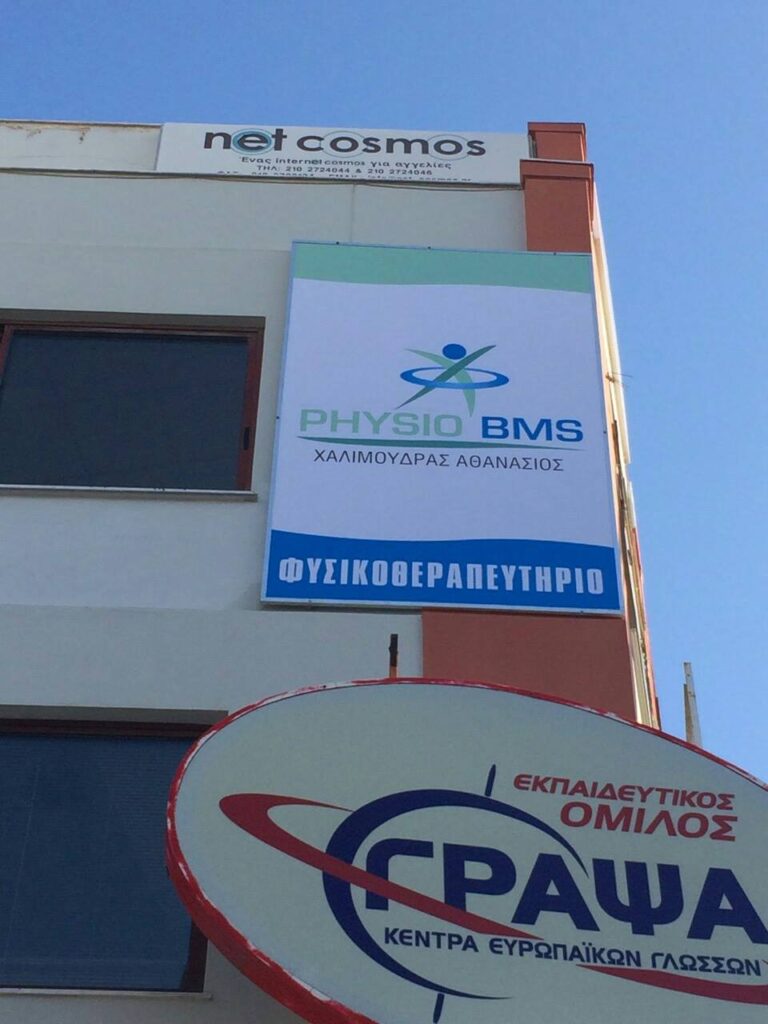 net cosmos
Ένας internet cosmos για αγγελίες
ΤΗΛ: 210 2724044 & 210 2724046
PHYSIO BMS
ΧΑΛΙΜΟΥΔΡΑΣ ΑΘΑΝΑΣΙΟΣ
ΦΥΣΙΚΟΘΕΡΑΠΕΥΤΗΡΙΟ
ΕΚΠΑΙΔΕΥΤΙΚΟΣ
ΟΜΙΛΟΣ
ΓΡΑΨΑ
ΚΕΝΤΡΑ ΕΥΡΩΠΑΪΚΩΝ ΓΛΩΣΣΩΝ